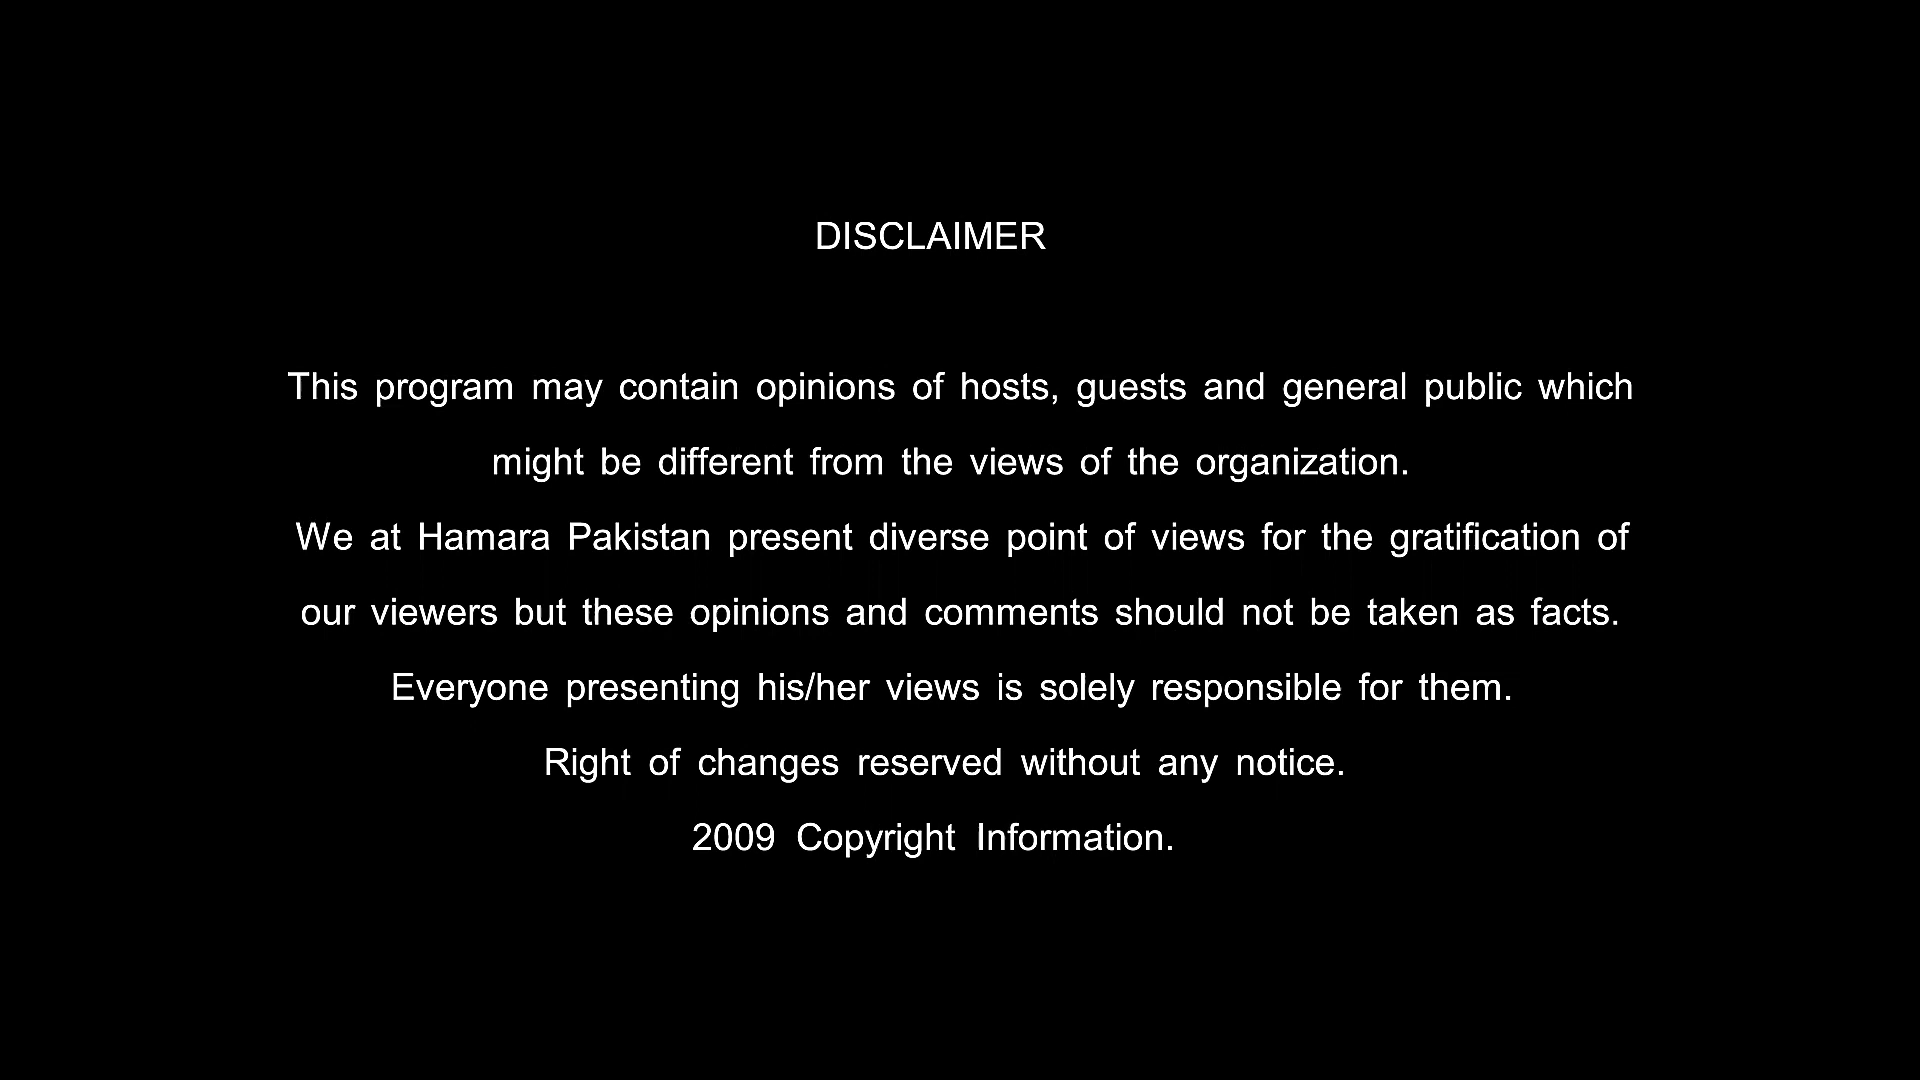 DISCLAIMER
This program may contain opinions of hosts, guests and general public which
might be different from the views of the organization.
We at Hamara Pakistan present diverse point of views for the gratification of
our viewers but these opinions and comments should not be taken as facts.
Everyone presenting his/her views is solely responsible for them.
Right of changes reserved without any notice.
2009 Copyright Information.